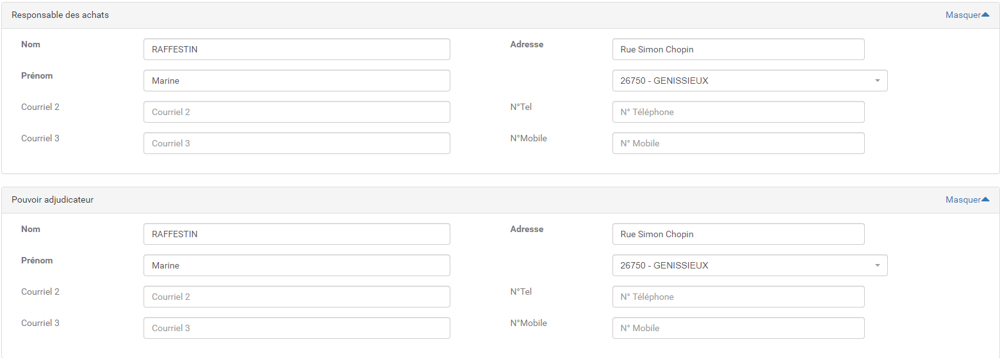 Responsable des achats Masquer
Nom RAFFESTIN Adresse Rue Simon Chopin
Prénom Marine 26750 - GENISSIEUX
Courriel 2 Courriel 2 N°Tel N° Téléphone
Courriel 3 Courriel 3 N°Mobile N° Mobile
Pouvoir adjudicateur Masquer
Nom RAFFESTIN Adresse Rue Simon Chopin
Prénom Marine 26750 - GENISSIEUX
Courriel 2 Courriel 2 N°Tel N° Téléphone
Courriel 3 Courriel 3 N°Mobile N° Mobile